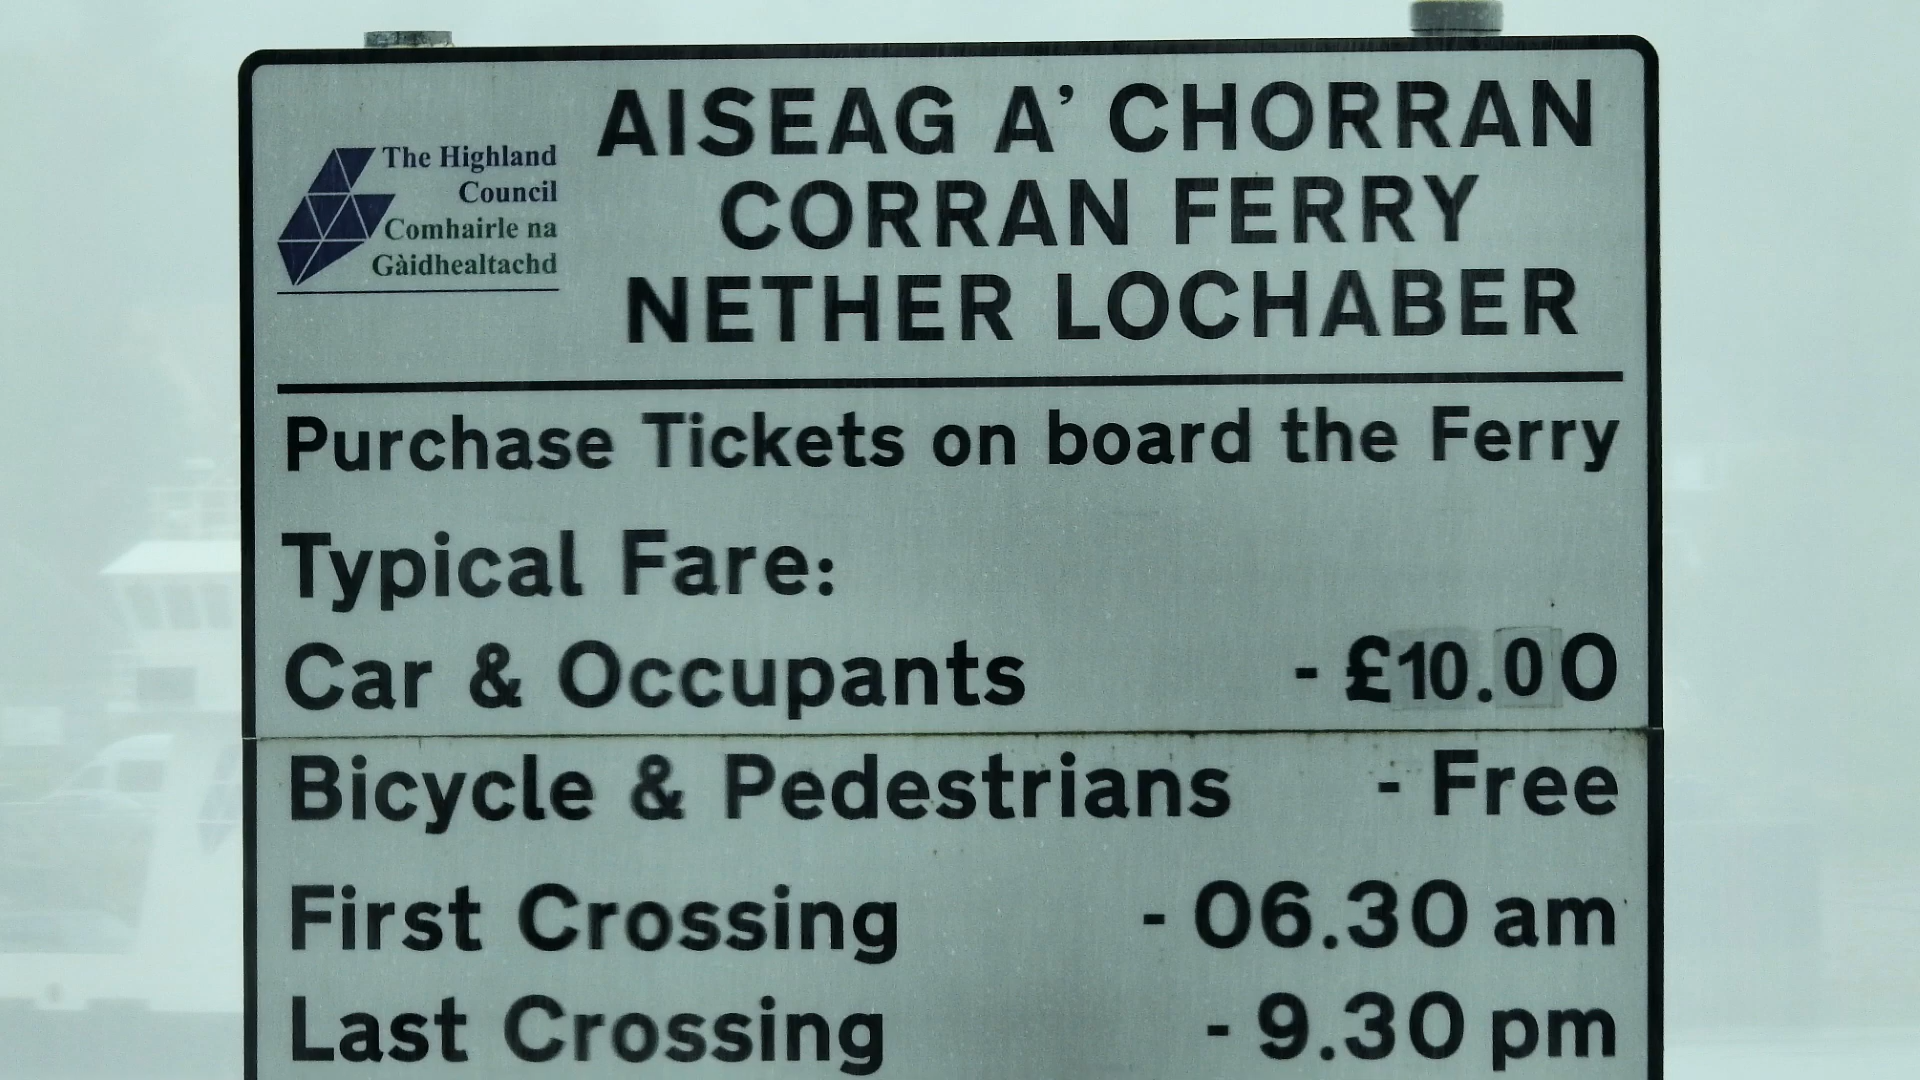 The Highland
Council
Comhairle na
Gàidhealtachd
AISEAG A' CHORRAN
CORRAN FERRY
NETHER LOCHABER
Purchase Tickets on board the Ferry
Typical Fare:
Car & Occupants - £10.00
Bicycle & Pedestrians - Free
First Crossing - 06.30 am
Last Crossing - 9.30 pm